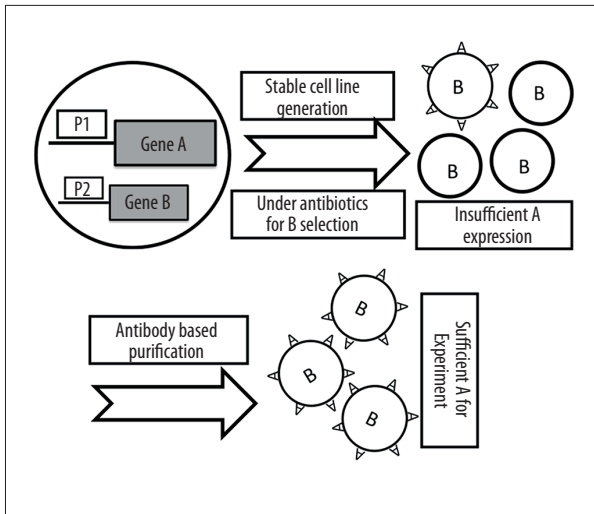 P1
Gene A
P2
Gene B
Stable cell line
generation
Under antibiotics
for B selection
A
B
B
B
B
A
Insufficient A
expression
Antibody based
purification
B
B
B
Sufficient A for
Experiment